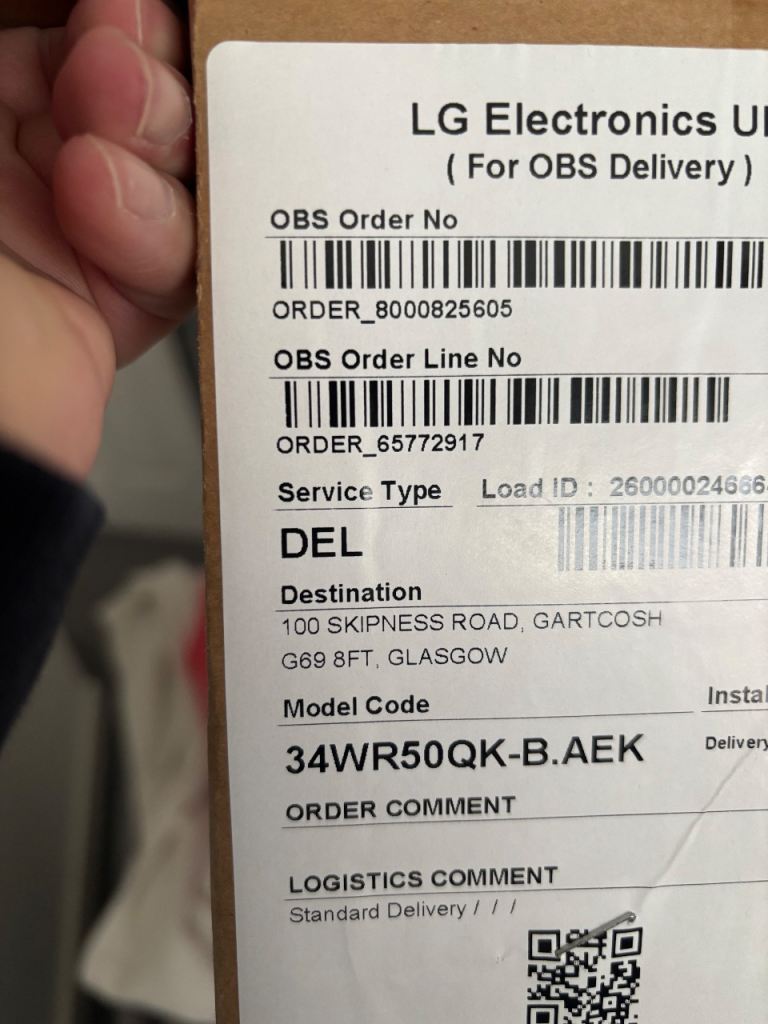 LG Electronics
( For OBS Delivery )
OBS Order No
ORDER_8000825605
OBS Order Line No
ORDER_65772917
Service Type
Load ID :
DEL
Destination
100 SKIPNESS ROAD, GARTCOSH
G69 8FT, GLASGOW
Model Code
34WR50QK-B.AEK
Delivery
ORDER COMMENT
LOGISTICS COMMENT
Standard Delivery / / /